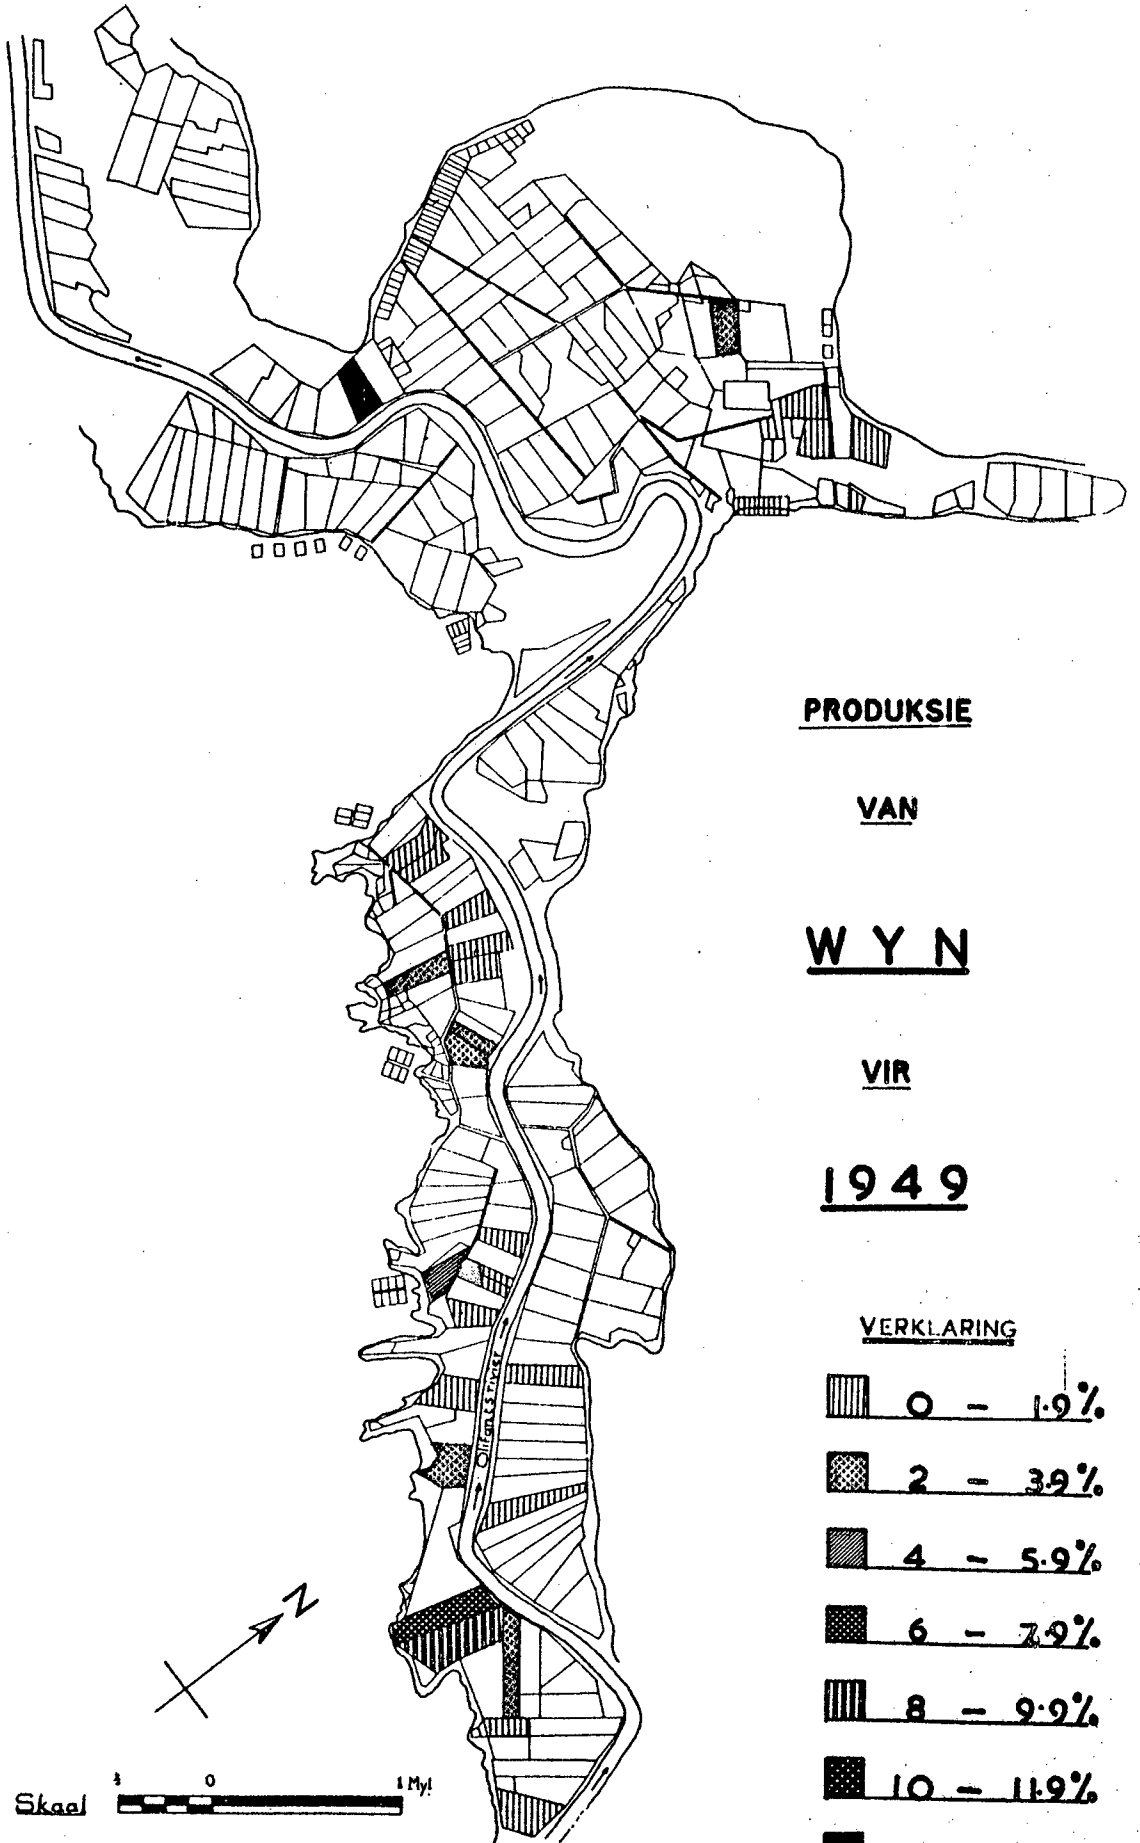 PRODUKSIE
VAN
WYN
VIR
1949
VERKLARING
0 - 1.9%
2 - 3.9%
4 - 5.9%
6 - 7.9%
8 - 9.9%
10 - 11.9%
Olifants rivier
N
Skaal
0 1 Myl